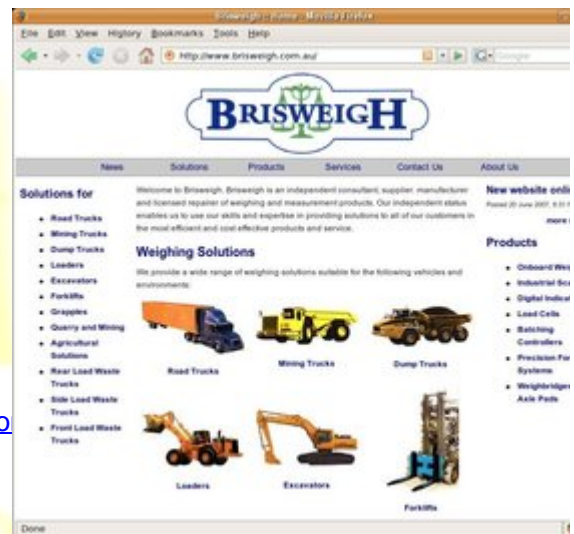 Brisweigh :: Home - Mozilla Firefox
File Edit View History Bookmarks Tools Help
http://www.brisweigh.com.au/
Google
BRISWEIGH
News Solutions Products Services Contact Us About Us
Solutions for
Road Trucks
Mining Trucks
Dump Trucks
Loaders
Excavators
Forklifts
Grapples
Quarry and Mining
Agricultural
Solutions
Rear Load Waste
Trucks
Side Load Waste
Trucks
Front Load Waste
Trucks
Welcome to Brisweigh. Brisweigh is an independent consultant, supplier, manufacturer
and licensed repairer of weighing and measurement products. Our independent status
enables us to use our skills and expertise in providing solutions to all of our customers in
the most efficient and cost effective products and service.
Weighing Solutions
We provide a wide range of weighing solutions suitable for the following vehicles and
environments:
Road Trucks
Mining Trucks
Dump Trucks
Loaders
Excavators
Forklifts
New website onli
Posted 20 June 2007,
more
Products
Onboard Wei
Industrial Sca
Digital Indicat
Load Cells
Batching
Controllers
Precision For
Systems
Weighbridges
Axle Pads
Done